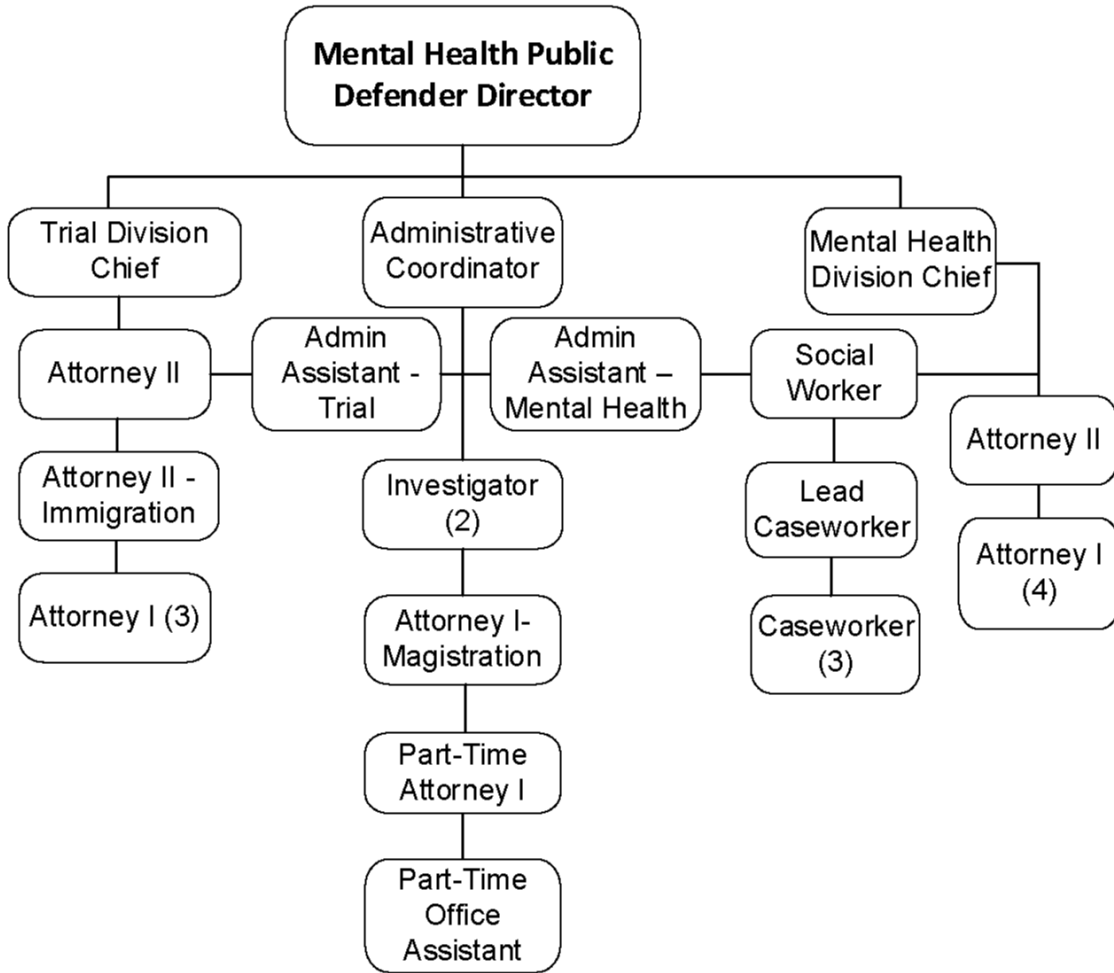 Mental Health Public
Defender Director
Trial Division
Chief
Administrative
Coordinator
Mental Health
Division Chief
Attorney II
Admin
Assistant -
Trial
Admin
Assistant –
Mental Health
Social
Worker
Attorney II
Attorney II -
Immigration
Investigator
(2)
Lead
Caseworker
Attorney I
(4)
Attorney I (3)
Attorney I-
Magistration
Caseworker
(3)
Part-Time
Attorney I
Part-Time
Office
Assistant